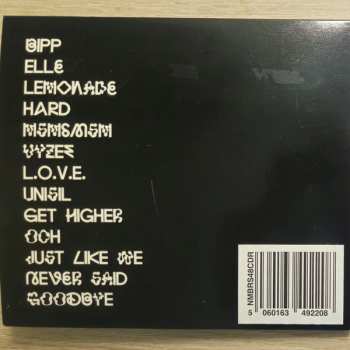 BIPP
ELLE
LEMONADE
HARD
MSMSMSM
VYZEE
L.O.V.E.
UNISIL
GET HIGHER
OCH
JUST LIKE WE
NEVER SAID
GOODBYE
NMBRS48CDR
5 060163 492208